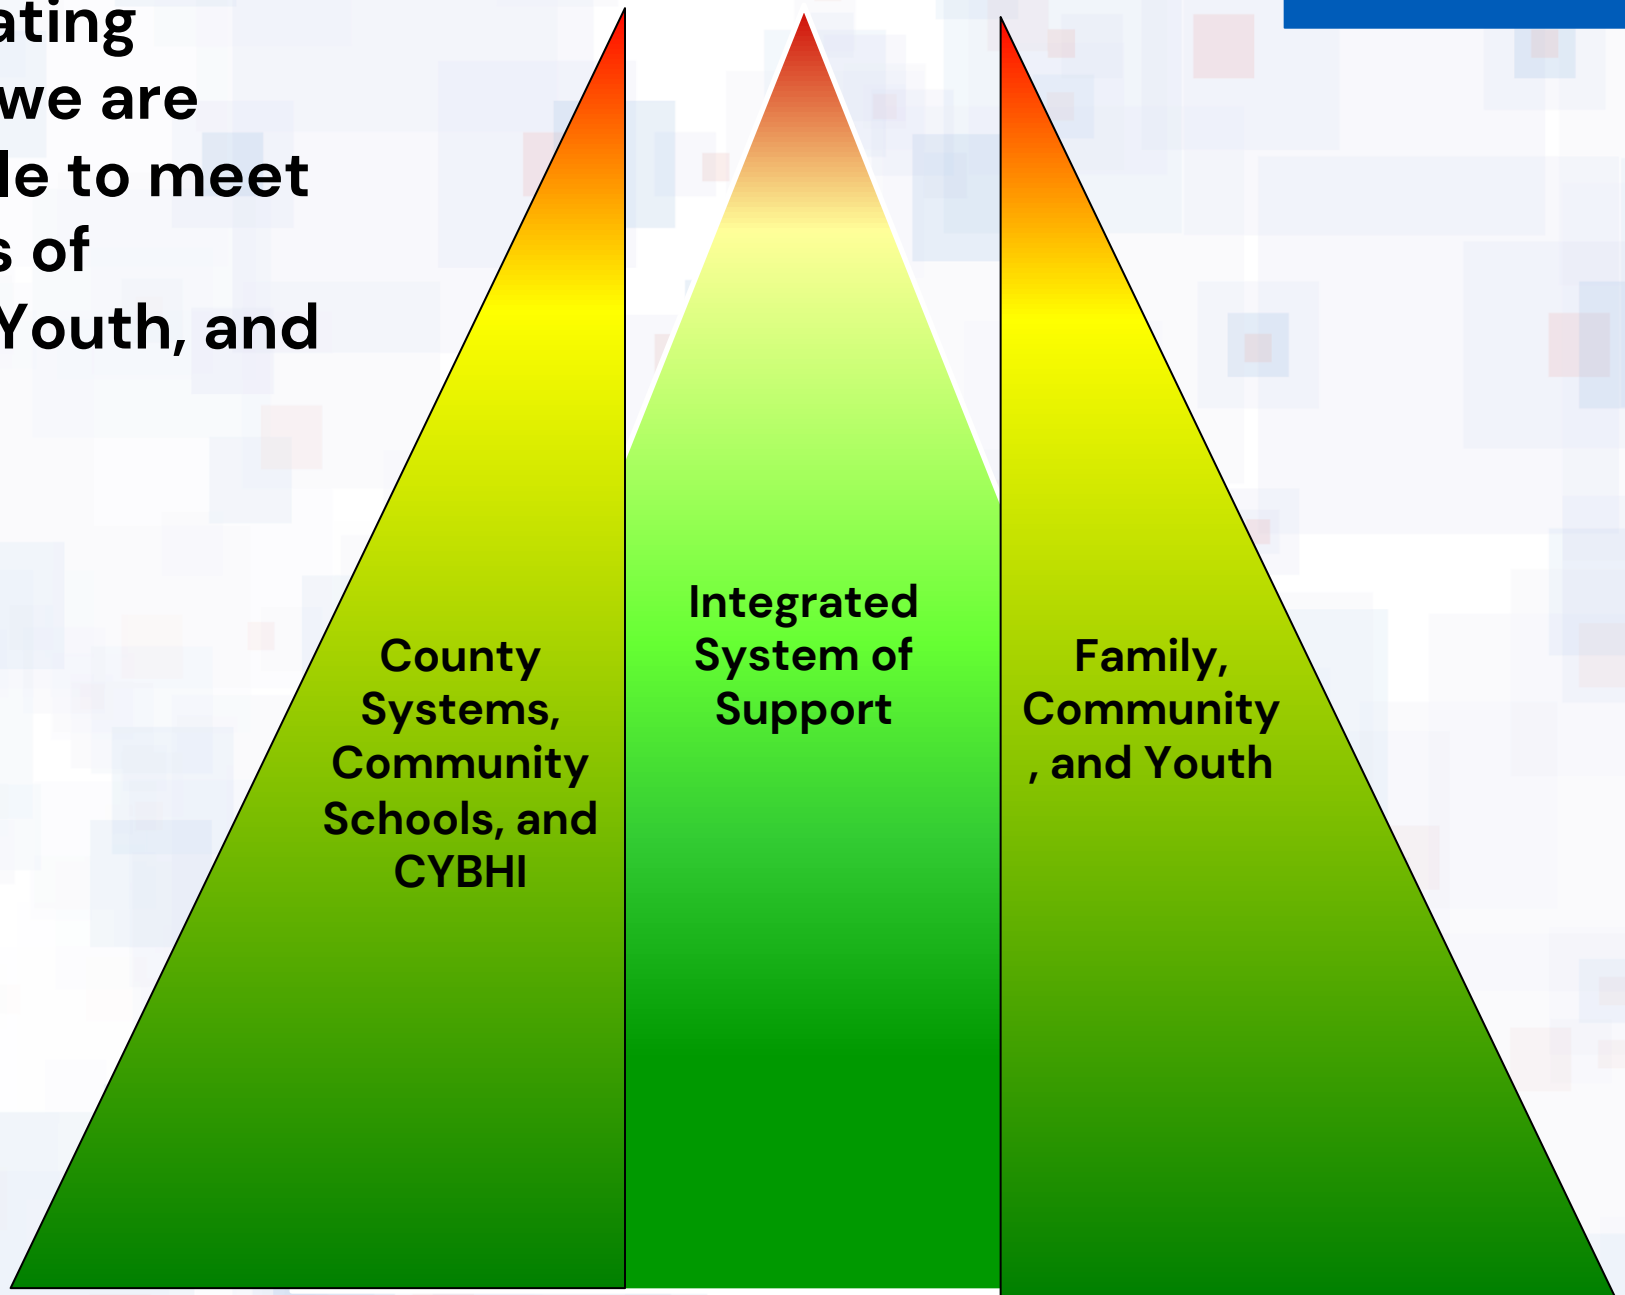 ating
we are
le to meet
s of
Youth, and
County
Systems,
Community
Schools, and
CYBHI
Integrated
System of
Support
Family,
Community
, and Youth